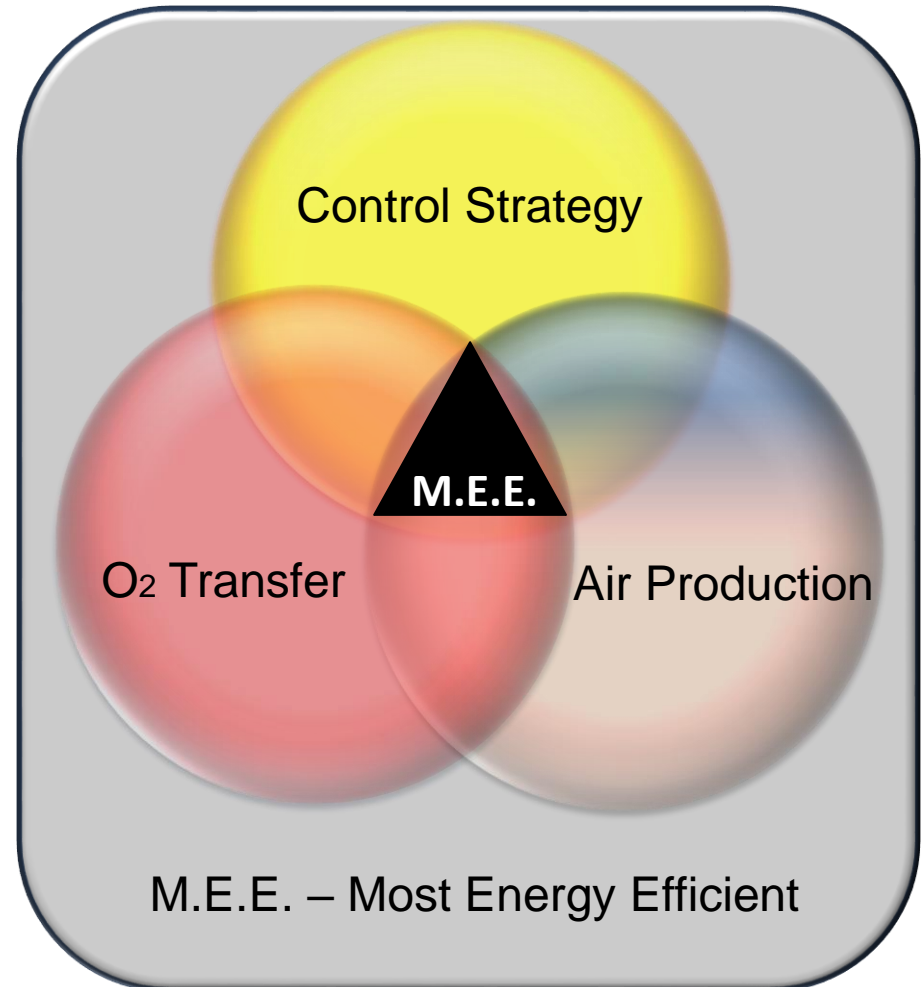 Control Strategy
M.E.E.
O2 Transfer
Air Production
M.E.E. – Most Energy Efficient